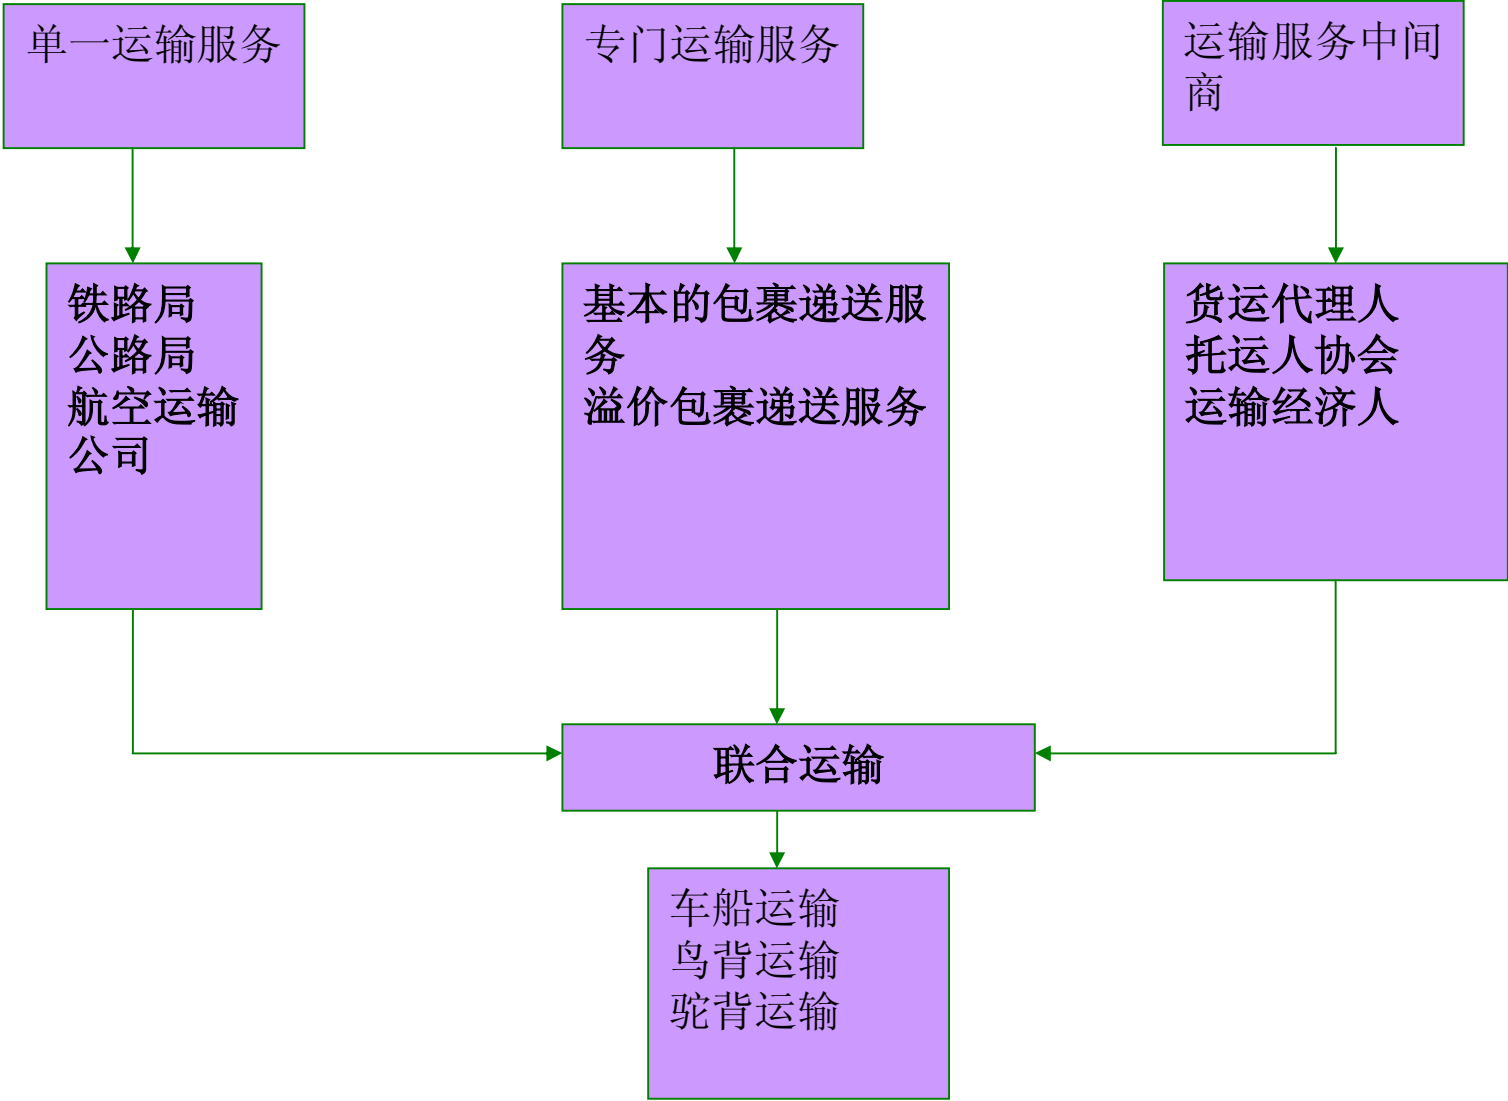 单一运输服务
专门运输服务
运输服务中间
商
铁路局
公路局
航空运输
公司
基本的包裹递送服
务
溢价包裹递送服务
货运代理人
托运人协会
运输经济人
联合运输
车船运输
鸟背运输
驼背运输